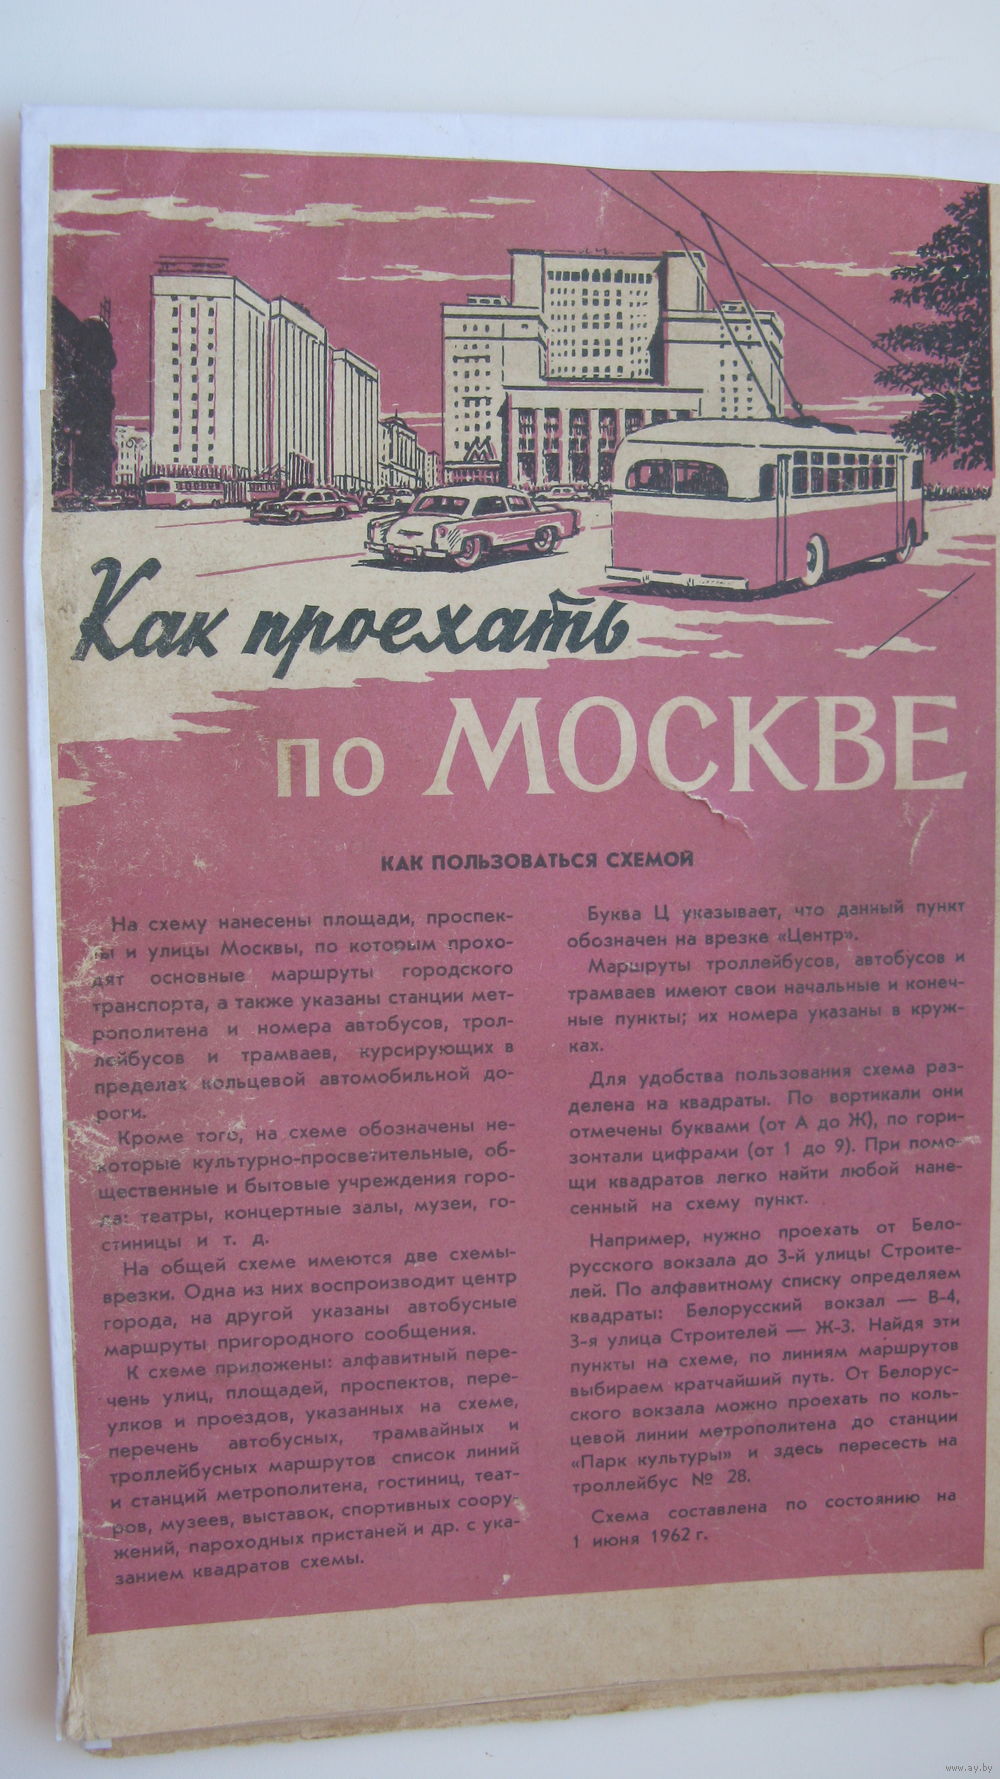 Как проехать
по МОСКВЕ
КАК ПОЛЬЗОВАТЬСЯ СХЕМОЙ
На схему нанесены площади, проспек-
ты и улицы Москвы, по которым прохо-
дят основные маршруты городского
транспорта, а также указаны станции мет-
рополитена и номера автобусов, трол-
лейбусов и трамваев, курсирующих в
пределах кольцевой автомобильной до-
роги.
Кроме того, на схеме обозначены не-
которые культурно-просветительные, об-
щественные и бытовые учреждения горо-
да: театры, концертные залы, музеи, го-
стиницы и т. д.
На общей схеме имеются две схемы-
врезки. Одна из них воспроизводит центр
города, на другой указаны автобусные
маршруты пригородного сообщения.
К схеме приложены: алфавитный пере-
чень улиц, площадей, проспектов, пере-
улков и проездов, указанных на схеме,
перечень автобусных, трамвайных и
троллейбусных маршрутов список линий
и станций метрополитена, гостиниц, теат-
ров, музеев, выставок, спортивных соору-
жений, пароходных пристаней и др. с ука-
занием квадратов схемы.
Буква Ц указывает, что данный пункт
обозначен на врезке «Центр».
Маршруты троллейбусов, автобусов и
трамваев имеют свои начальные и конеч-
ные пункты; их номера указаны в круж-
ках.
Для удобства пользования схема раз-
делена на квадраты. По вертикали они
отмечены буквами (от А до Ж), по гори-
зонтали цифрами (от 1 до 9). При помо-
щи квадратов легко найти любой нане-
сенный на схему пункт.
Например, нужно проехать от Бело-
русского вокзала до 3-й улицы Строите-
лей. По алфавитному списку определяем
квадраты: Белорусский вокзал — В-4,
3-я улица Строителей — Ж-3. Найдя эти
пункты на схеме, по линиям маршрутов
выбираем кратчайший путь. От Белорус-
ского вокзала можно проехать по коль-
цевой линии метрополитена до станции
«Парк культуры» и здесь пересесть на
троллейбус № 28.
Схема составлена по состоянию на
1 июня 1962 г.
www.ay.by